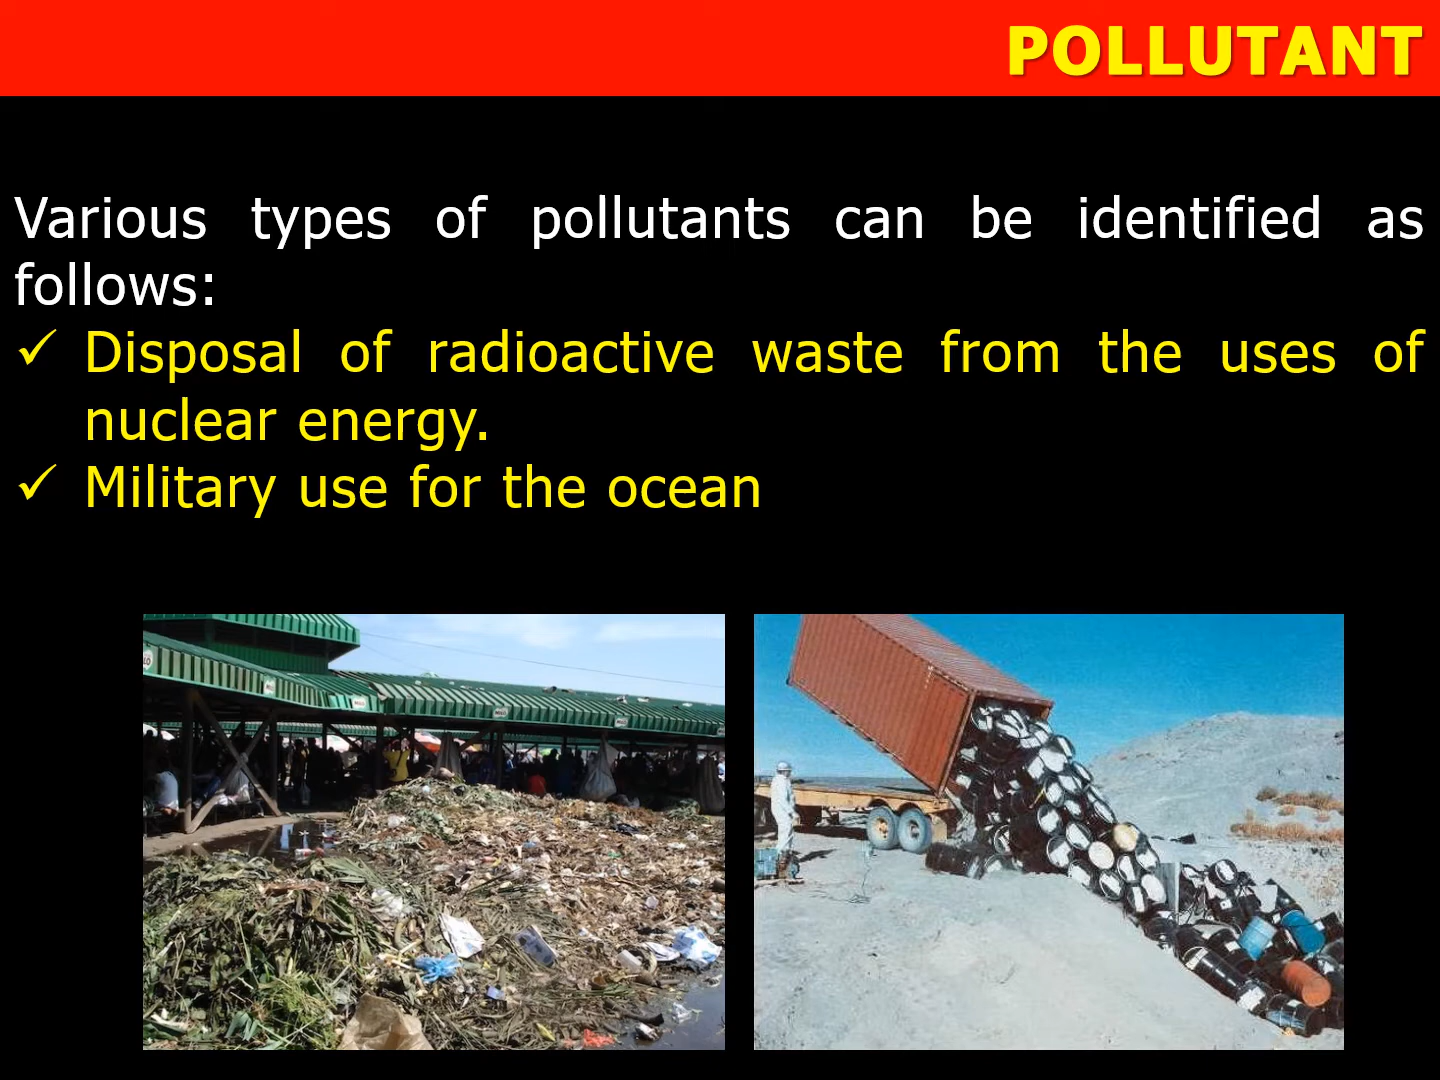 POLLUTANT
Various types of pollutants can be identified as
follows:
✓ Disposal of radioactive waste from the uses of
nuclear energy.
✓ Military use for the ocean